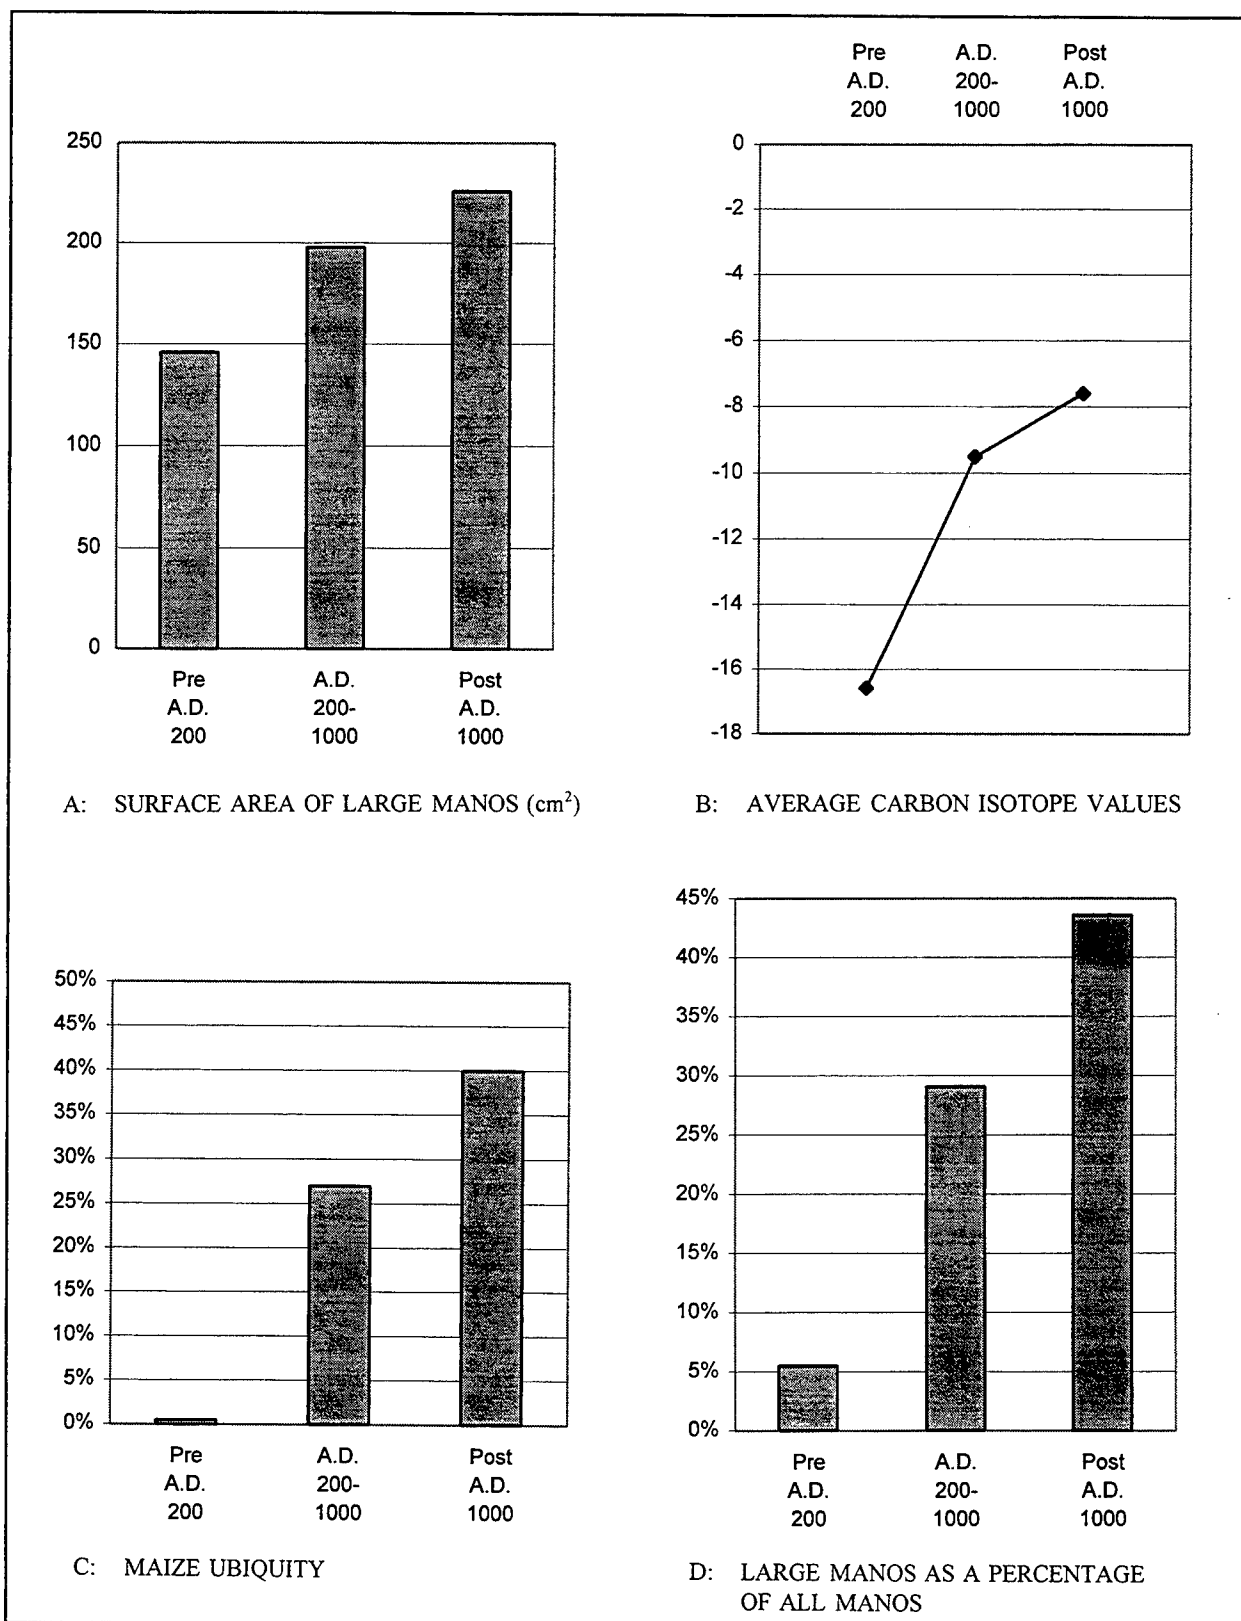 250
200
150
100
50
0
Pre
A.D.
200
A.D.
200-
1000
Post
A.D.
1000
A: SURFACE AREA OF LARGE MANOS (cm²)
Pre
A.D.
200
A.D.
200-
1000
Post
A.D.
1000
0
-2
-4
-6
-8
-10
-12
-14
-16
-18
B: AVERAGE CARBON ISOTOPE VALUES
50%
45%
40%
35%
30%
25%
20%
15%
10%
5%
0%
Pre
A.D.
200
A.D.
200-
1000
Post
A.D.
1000
C: MAIZE UBIQUITY
45%
40%
35%
30%
25%
20%
15%
10%
5%
0%
Pre
A.D.
200
A.D.
200-
1000
Post
A.D.
1000
D: LARGE MANOS AS A PERCENTAGE
OF ALL MANOS